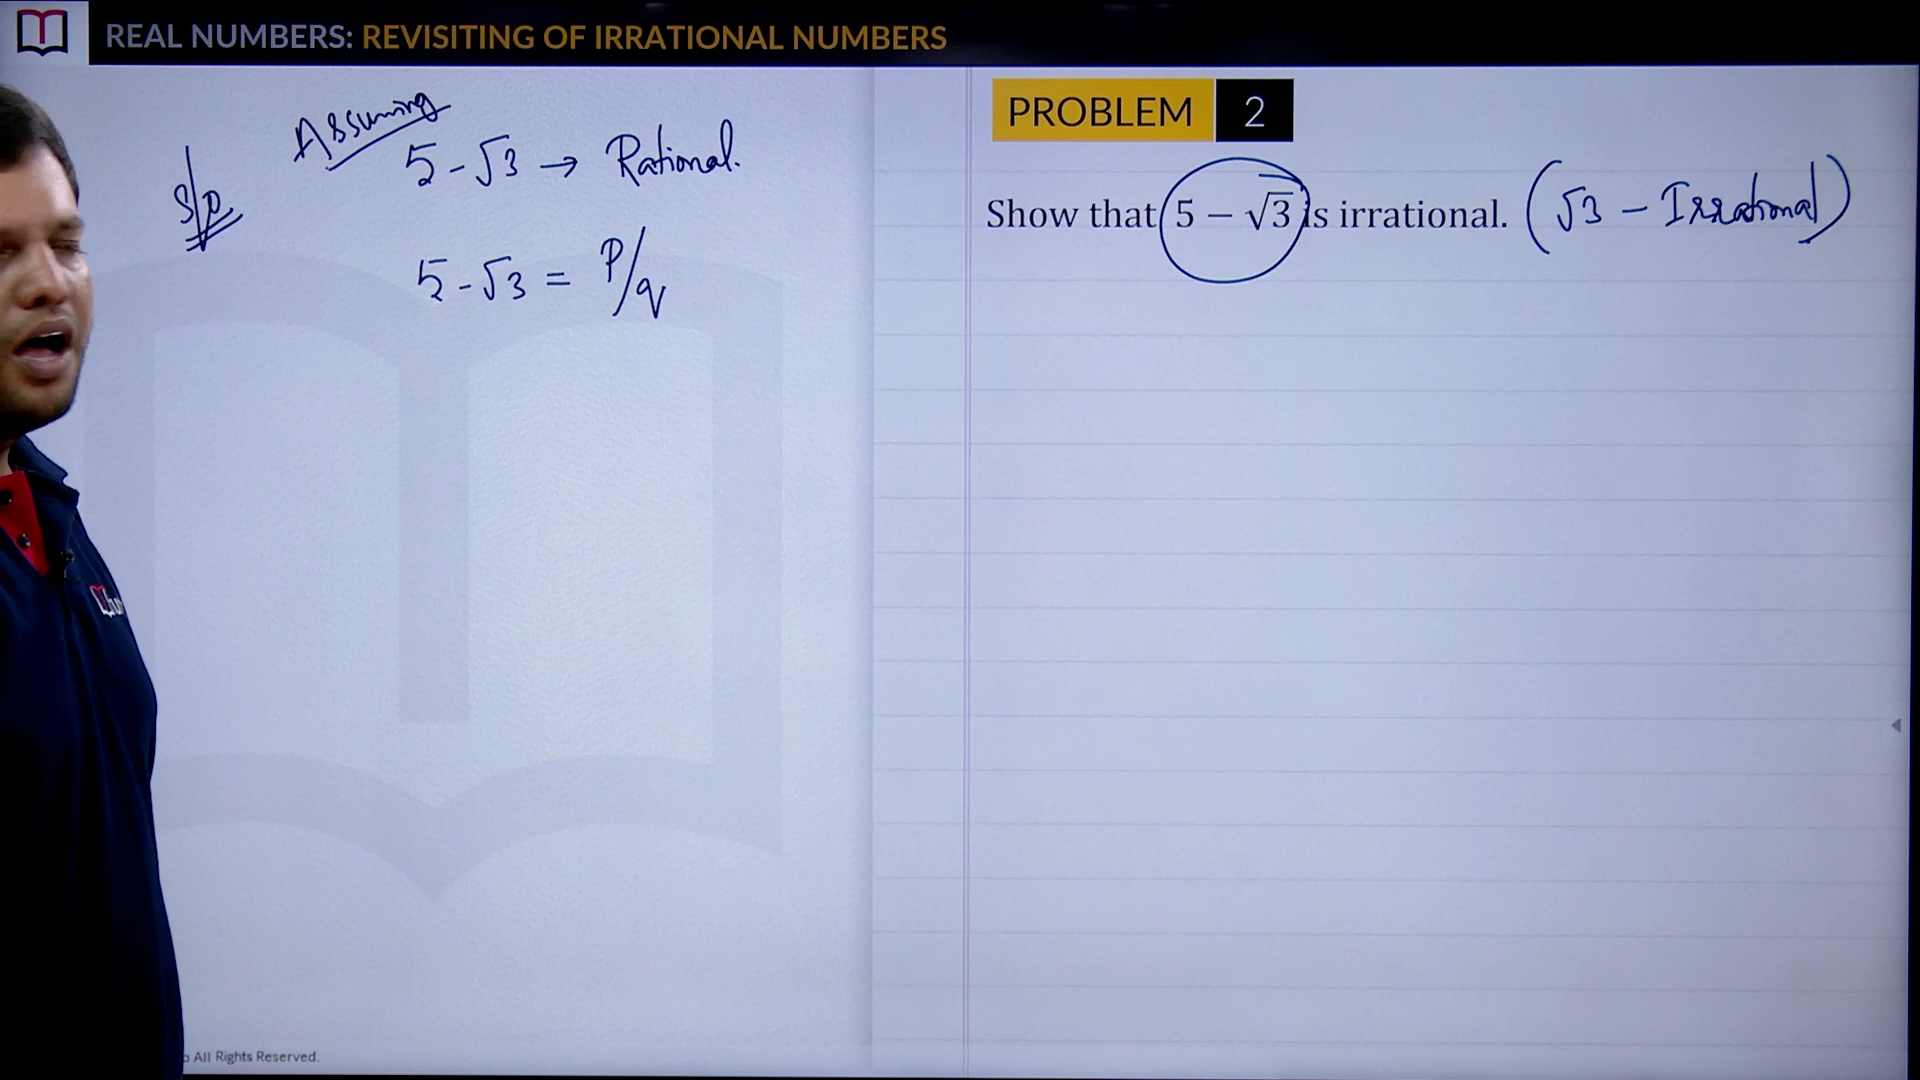 REAL NUMBERS: REVISITING OF IRRATIONAL NUMBERS
Assuming
5 - √3 → Rational.
5 - √3 = P/q
PROBLEM 2
Show that 5 − √3 is irrational. (√3 - Irrational)
All Rights Reserved.